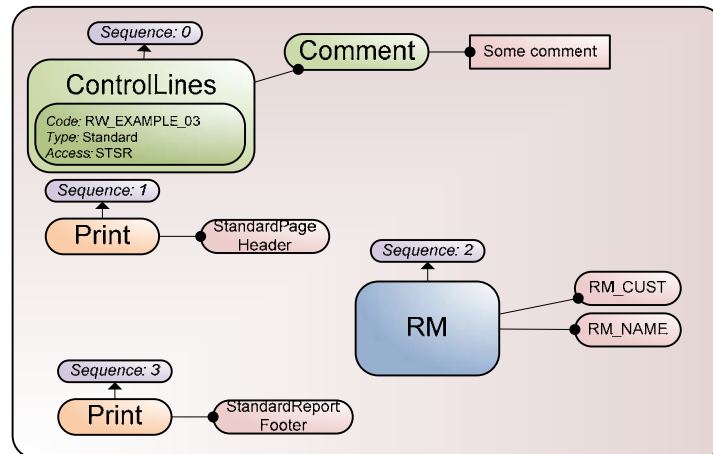 Sequence: 0
ControlLines
Code: RW_EXAMPLE_03
Type: Standard
Access: STSR
Comment
Some comment
Sequence: 1
Print
StandardPage
Header
Sequence: 2
RM
RM_CUST
RM_NAME
Sequence: 3
Print
StandardReport
Footer